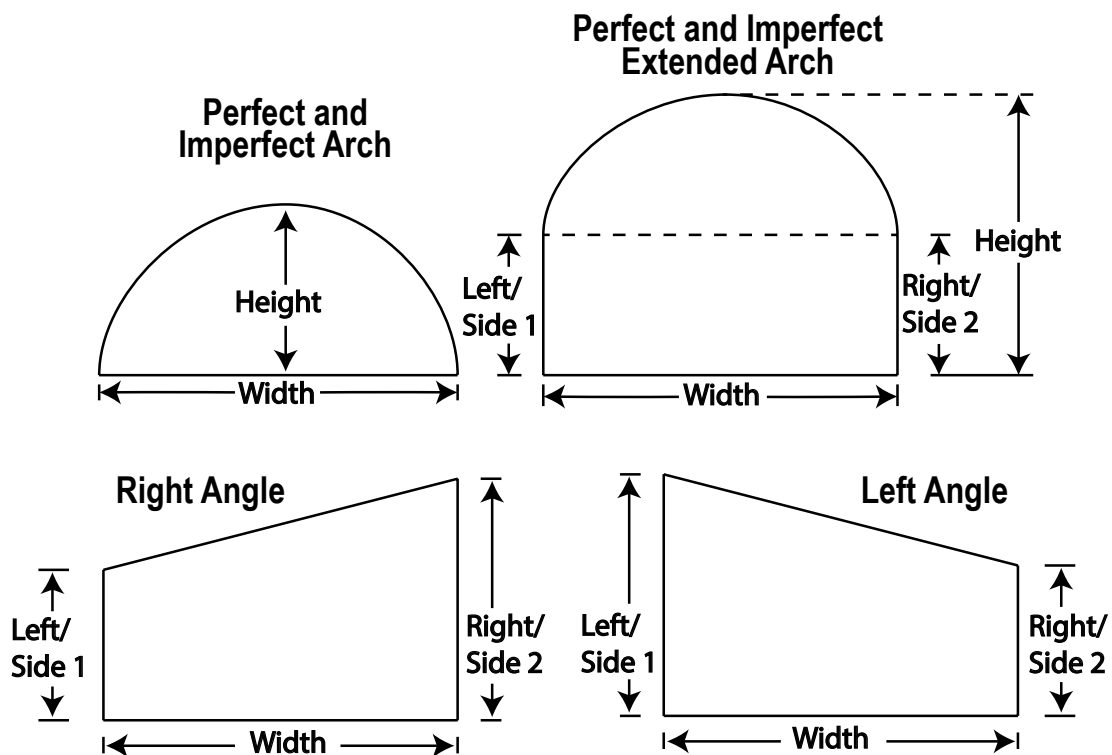 Perfect and Imperfect
Extended Arch
Perfect and
Imperfect Arch
Height
Width
Left/
Side 1
Right/
Side 2
Height
Width
Right Angle
Left/
Side 1
Right/
Side 2
Width
Left Angle
Left/
Side 1
Right/
Side 2
Width